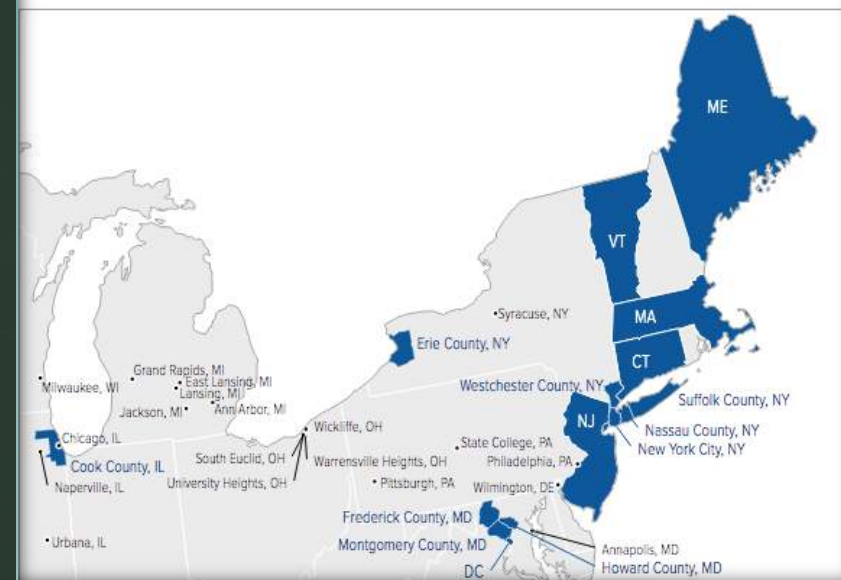 ME
VT
Syracuse, NY
MA
Erie County, NY
CT
Grand Rapids, MI
East Lansing, MI
Milwaukee, WI
Lansing, MI
Westchester County, NY
Suffolk County, NY
Jackson, MI
Ann Arbor, MI
NJ
Nassau County, NY
Wickliffe, OH
New York City, NY
Chicago, IL
State College, PA
Cook County, IL
South Euclid, OH
Warrensville Heights, OH
Philadelphia, PA
Naperville, IL
University Heights, OH
Pittsburgh, PA
Wilmington, DE
Frederick County, MD
Urbana, IL
Montgomery County, MD
Annapolis, MD
DC
Howard County, MD